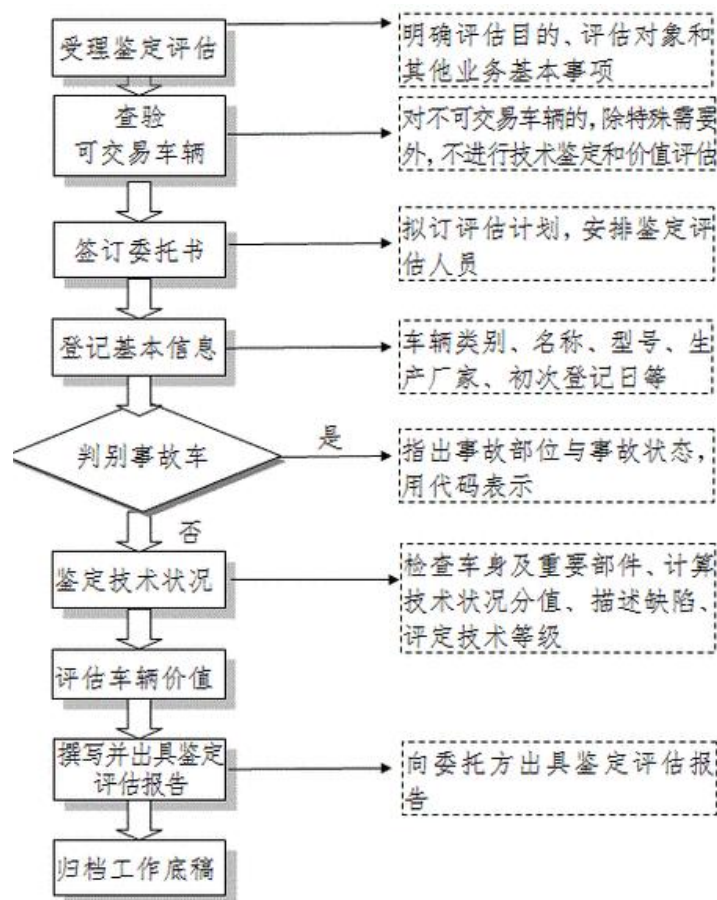 受理鉴定评估
明确评估目的、评估对象和
其他业务基本事项
查验
可交易车辆
对不可交易车辆的,除特殊需要
外,不进行技术鉴定和价值评估
签订委托书
拟订评估计划,安排鉴定评
估人员
登记基本信息
车辆类别、名称、型号、生
产厂家、初次登记日等
判别事故车
是
指出事故部位与事故状态,
用代码表示
否
鉴定技术状况
检查车身及重要部件、计算
技术状况分值、描述缺陷、
评定技术等级
评估车辆价值
撰写并出具鉴定
评估报告
向委托方出具鉴定评估报
告
归档工作底稿